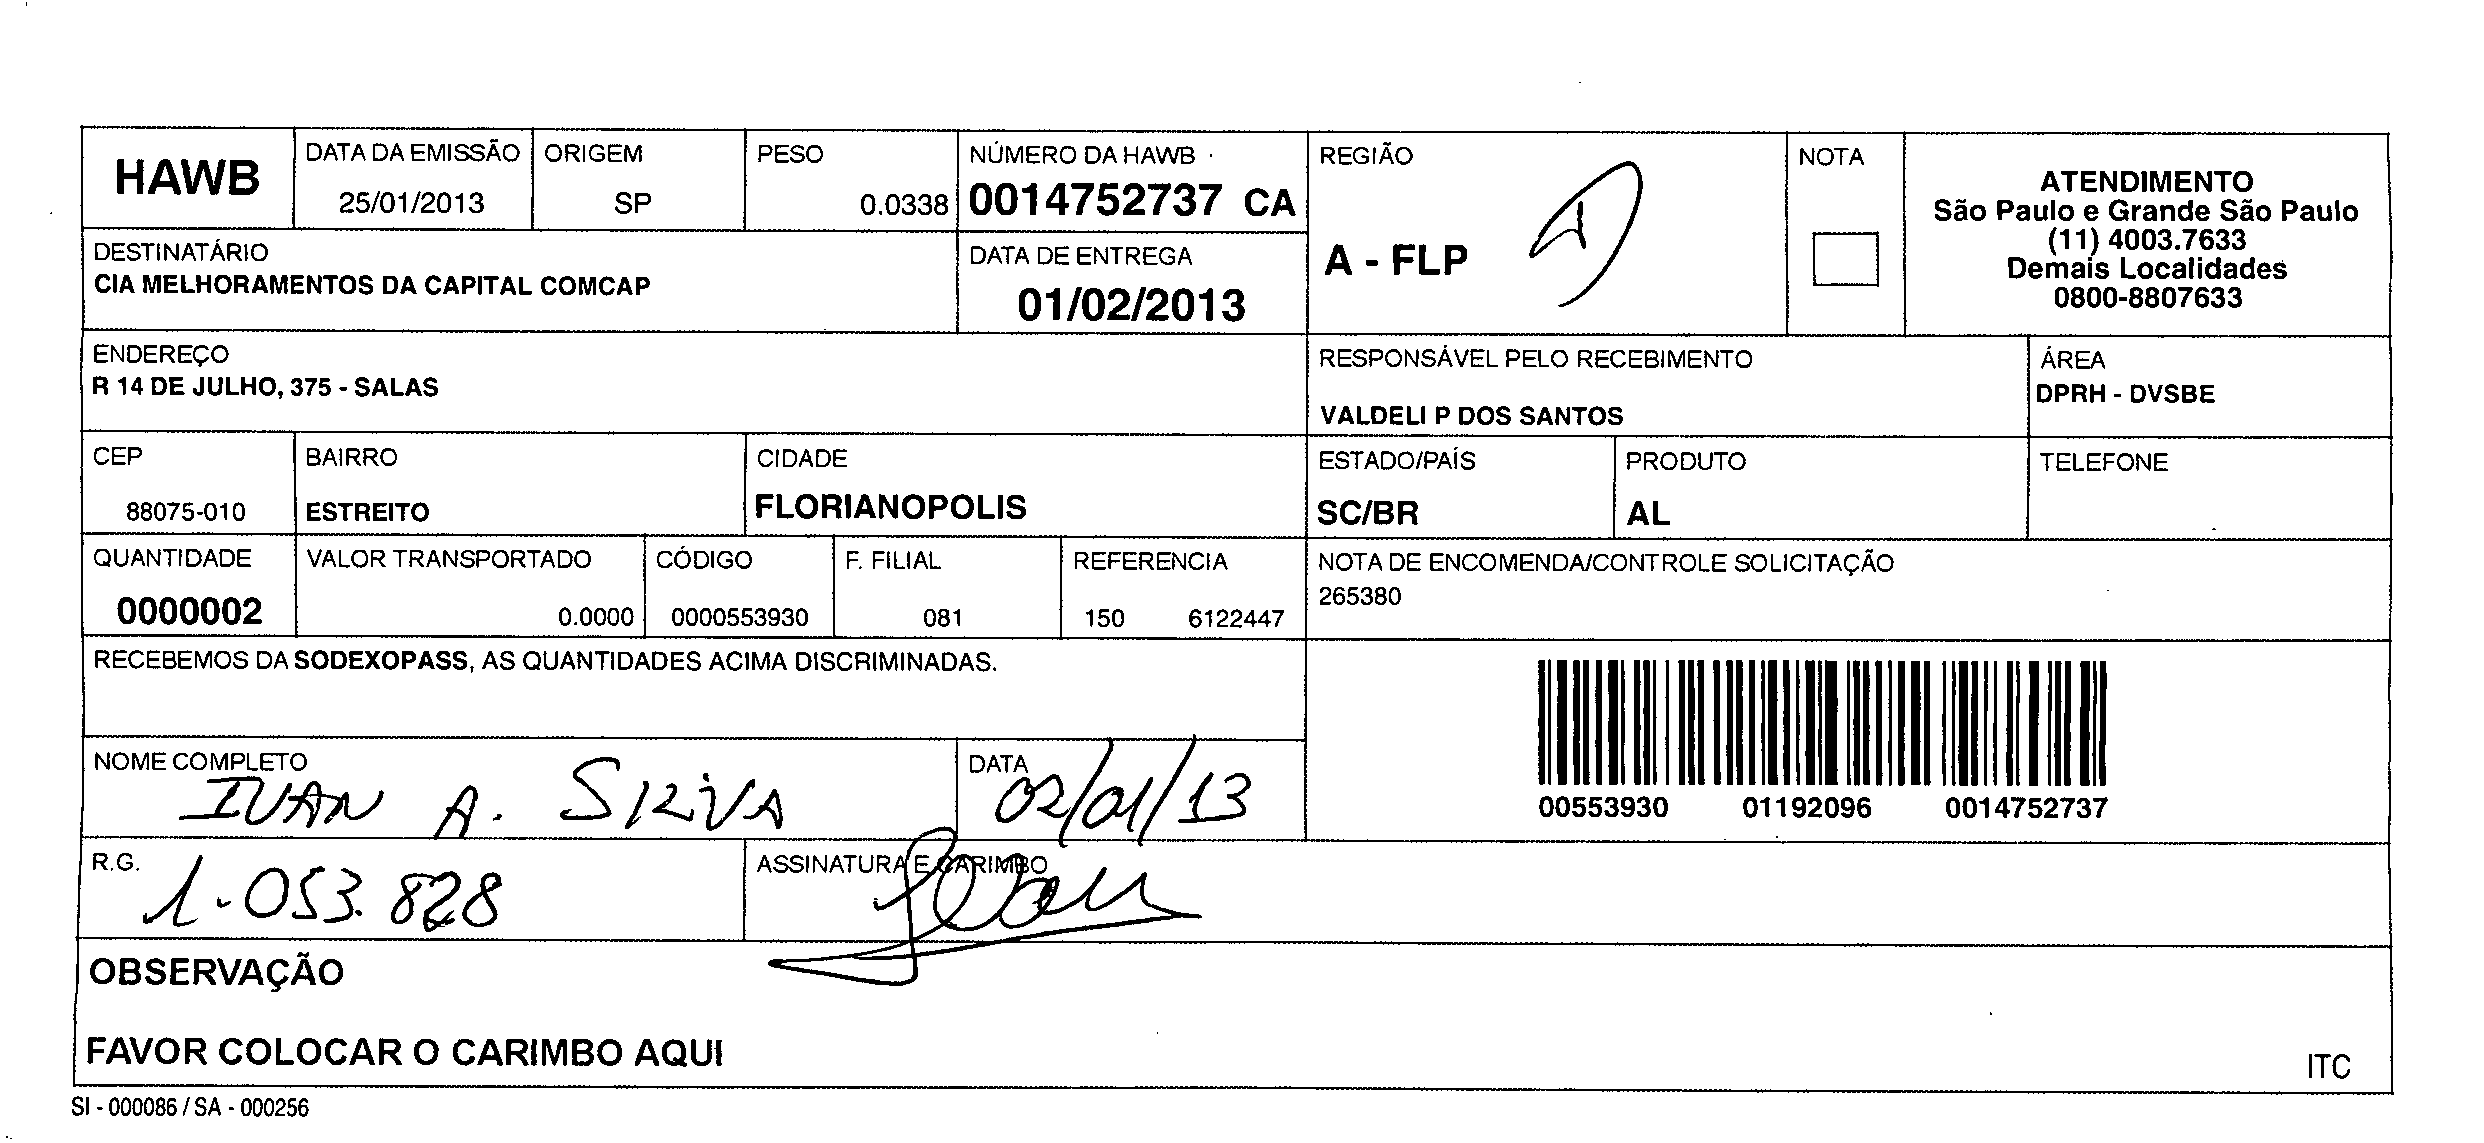 HAWB
DATA DA EMISSÃO
25/01/2013
ORIGEM
SP
PESO
0.0338
NÚMERO DA HAWB
0014752737 CA
REGIÃO
A - FLP
NOTA
ATENDIMENTO
São Paulo e Grande São Paulo
(11) 4003.7633
Demais Localidades
0800-8807633
DESTINATÁRIO
CIA MELHORAMENTOS DA CAPITAL COMCAP
DATA DE ENTREGA
01/02/2013
ENDEREÇO
R 14 DE JULHO, 375 - SALAS
RESPONSÁVEL PELO RECEBIMENTO
VALDELI P DOS SANTOS
ÁREA
DPRH - DVSBE
CEP
88075-010
BAIRRO
ESTREITO
CIDADE
FLORIANOPOLIS
ESTADO/PAÍS
SC/BR
PRODUTO
AL
TELEFONE
QUANTIDADE
0000002
VALOR TRANSPORTADO
0.0000
CÓDIGO
0000553930
F. FILIAL
081
REFERENCIA
150 6122447
NOTA DE ENCOMENDA/CONTROLE SOLICITAÇÃO
265380
RECEBEMOS DA SODEXOPASS, AS QUANTIDADES ACIMA DISCRIMINADAS.
00553930 01192096 0014752737
NOME COMPLETO
IVAN A. SILVA
DATA
02/01/13
R.G.
1.053.828
ASSINATURA E CARIMBO
OBSERVAÇÃO
FAVOR COLOCAR O CARIMBO AQUI
ITC
SI - 000086 / SA - 000256